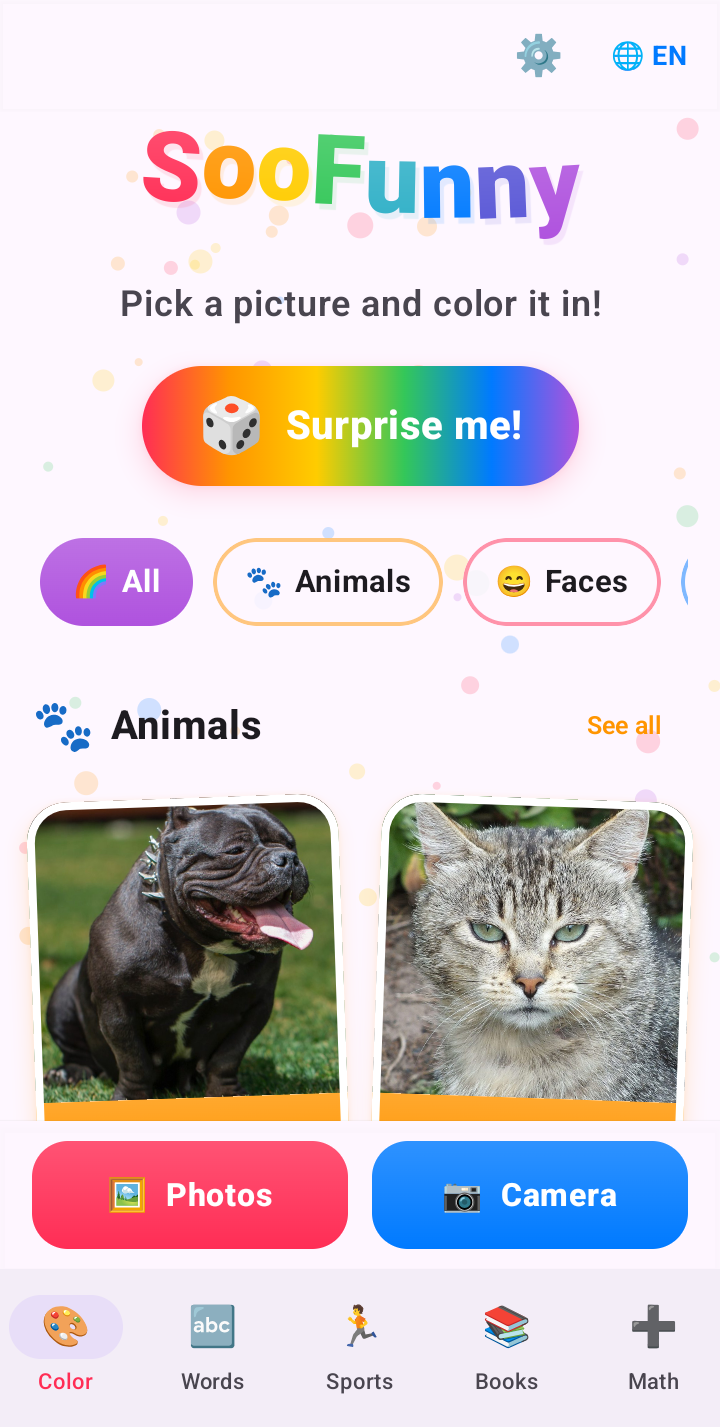 EN
SooFunny
Pick a picture and color it in!
Surprise me!
All
Animals
Faces
Animals
See all
Photos
Camera
abc
Color
Words
Sports
Books
Math